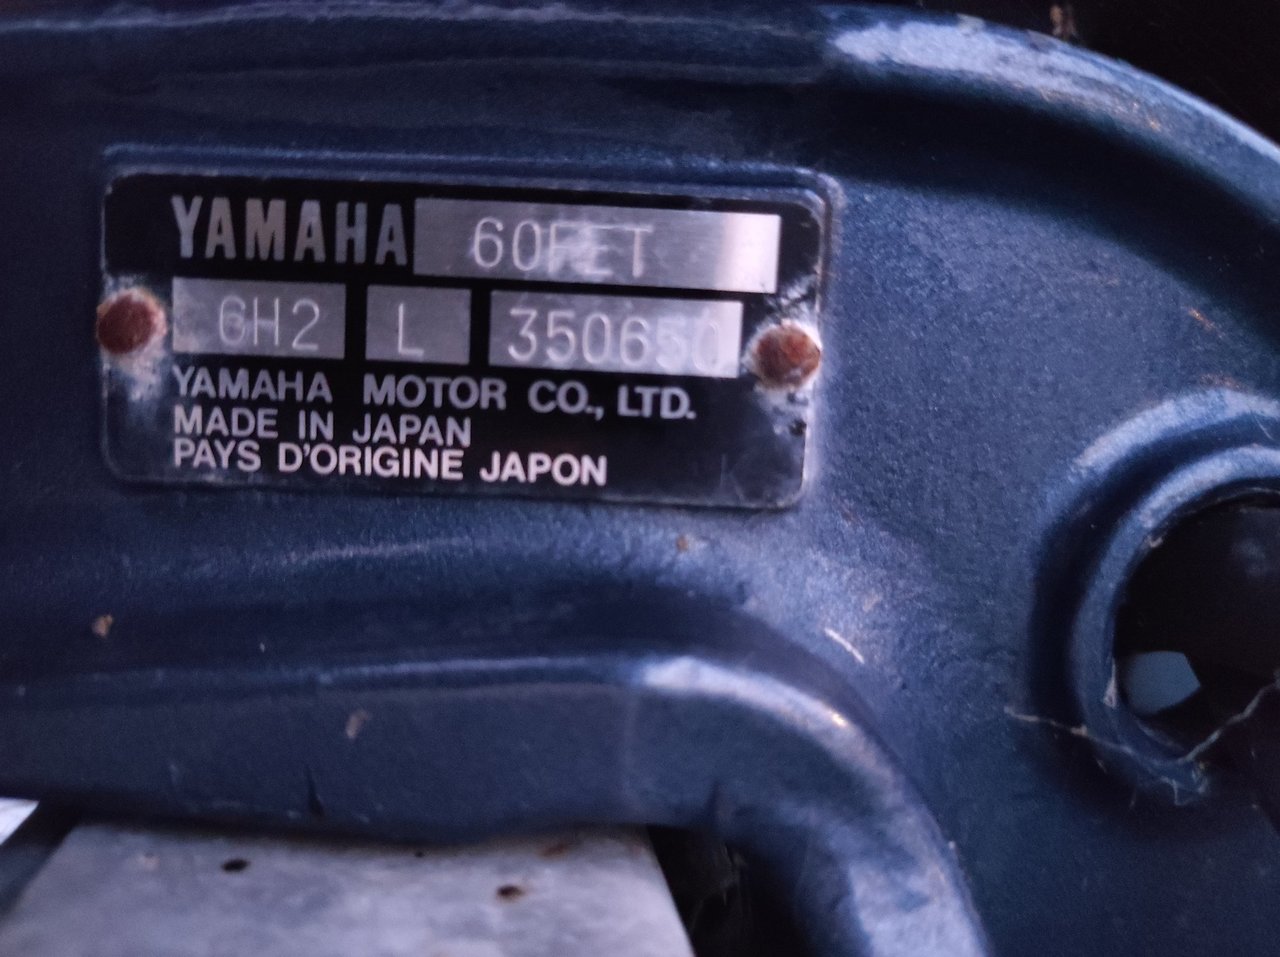 YAMAHA 60FET
6H2 L 350650
YAMAHA MOTOR CO., LTD.
MADE IN JAPAN
PAYS D'ORIGINE JAPON